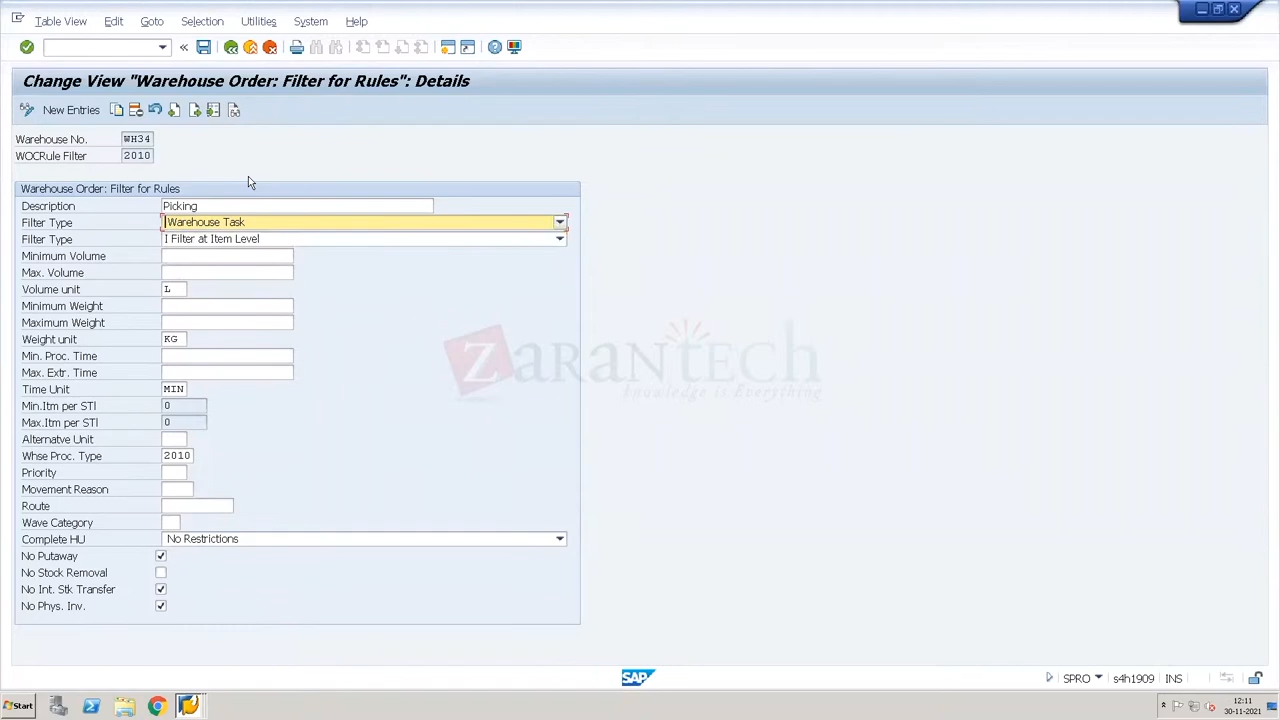 Table View Edit Goto Selection Utilities System Help
Change View "Warehouse Order: Filter for Rules": Details
New Entries
Warehouse No. WH34
WOCRule Filter 2010
Warehouse Order: Filter for Rules
Description Picking
Filter Type Warehouse Task
Filter Type I Filter at Item Level
Minimum Volume
Max. Volume
Volume unit L
Minimum Weight
Maximum Weight
Weight unit KG
Min. Proc. Time
Max. Extr. Time
Time Unit MIN
Min.Itm per STl 0
Max.Itm per STl 0
Alternatve Unit
Whse Proc. Type 2010
Priority
Movement Reason
Route
Wave Category
Complete HU No Restrictions
No Putaway
No Stock Removal
No Int. Stk Transfer
No Phys. Inv.
zaranTech
Knowledge is Everything
SAP
SPRO s4h1909 INS
Start
12:11
30-11-2021